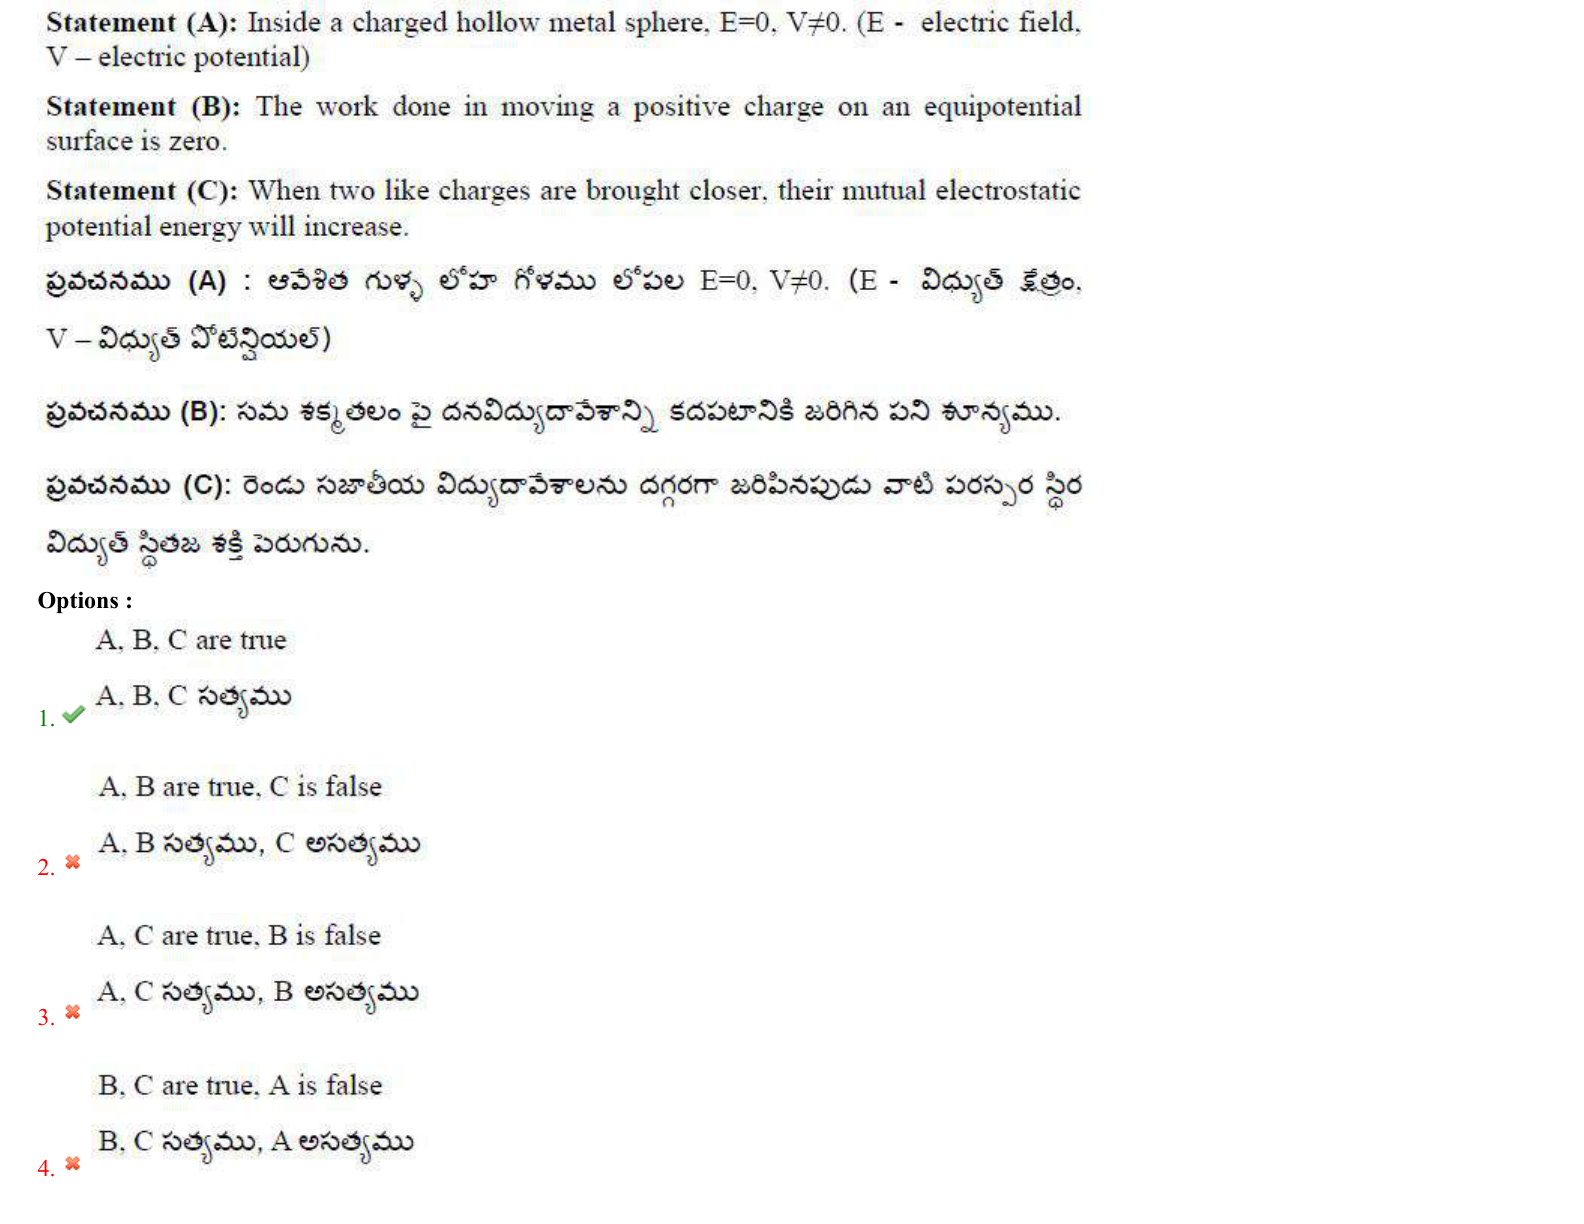 Statement (A): Inside a charged hollow metal sphere, E=0, V≠0. (E - electric field,
V – electric potential)
Statement (B): The work done in moving a positive charge on an equipotential
surface is zero.
Statement (C): When two like charges are brought closer, their mutual electrostatic
potential energy will increase.
ప్రవచనము (A) : ఆవేశిత గుళ్ళ లోహ గోళము లోపల E=0, V≠0. (E - విధ్యుత్ క్షేత్రం,
V – విధ్యుత్ పోటేన్షియల్)
ప్రవచనము (B): సమ శక్మతలం పై దనవిద్యుదావేశాన్ని కదపటానికి జరిగిన పని శూన్యము.
ప్రవచనము (C): రెండు సజాతీయ విద్యుదావేశాలను దగ్గరగా జరిపినపుడు వాటి పరస్పర స్థిర
విద్యుత్ స్థితజ శక్తి పెరుగును.
Options :
A, B, C are true
A, B, C సత్యము
1.
A, B are true, C is false
A, B సత్యము, C అసత్యము
2.
A, C are true, B is false
A, C సత్యము, B అసత్యము
3.
B, C are true, A is false
B, C సత్యము, A అసత్యము
4.